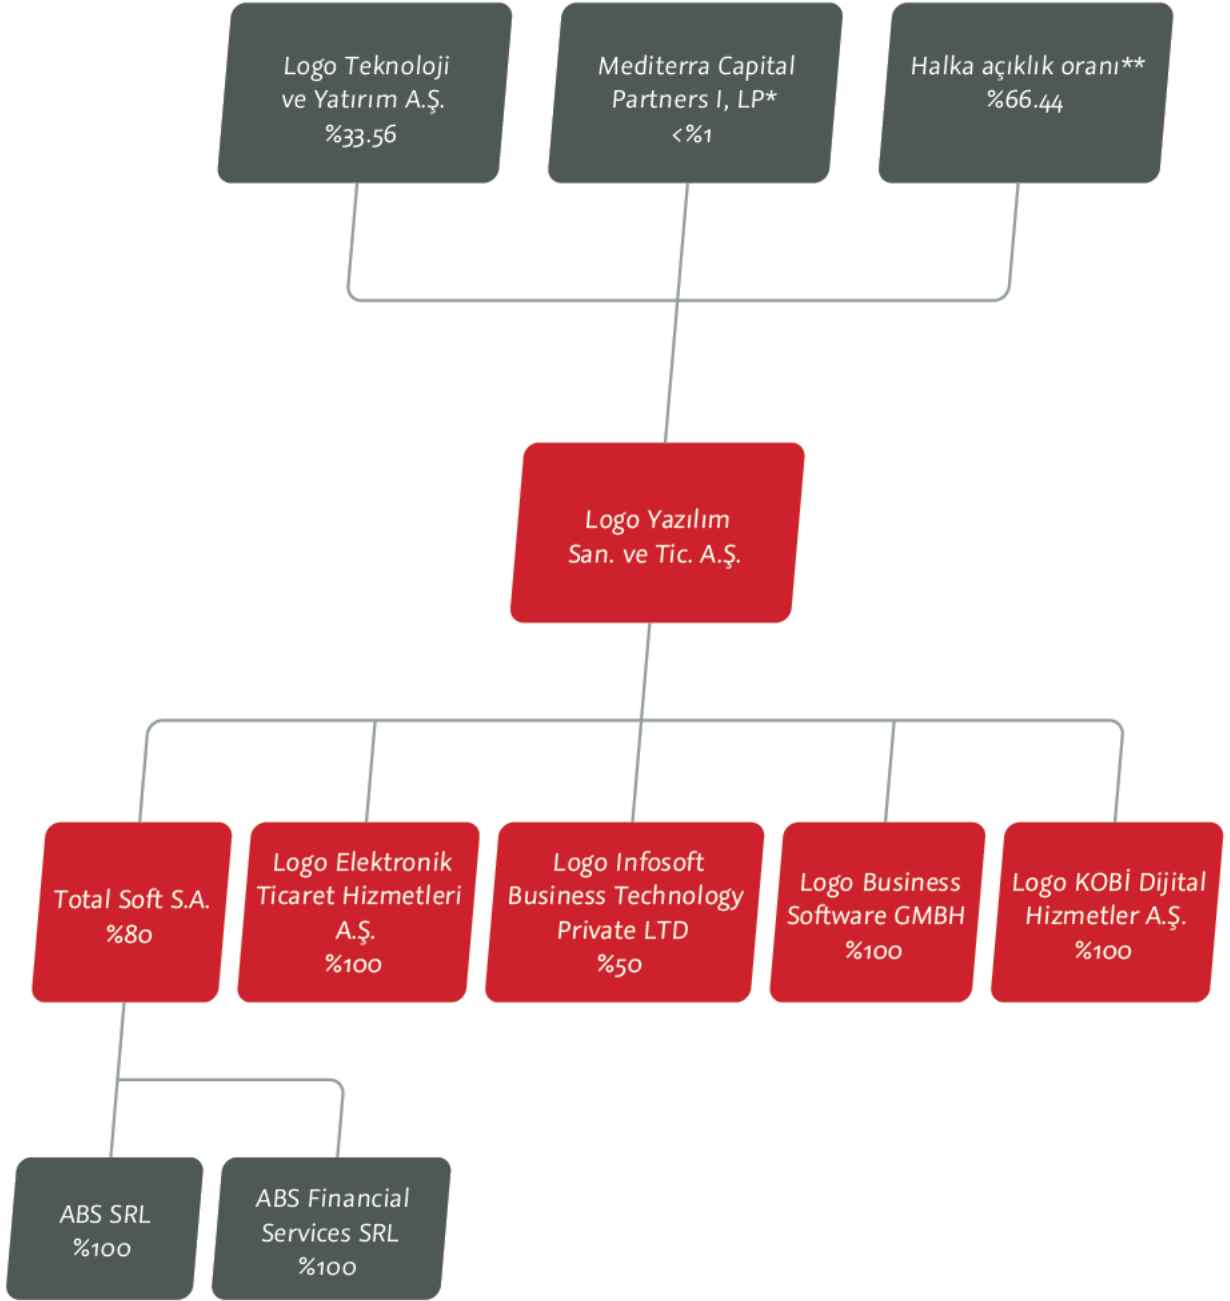 Logo Teknoloji
ve Yatırım A.Ş.
%33.56
Mediterra Capital
Partners I, LP*
<%1
Halka açıklık oranı**
%66.44
Logo Yazılım
San. ve Tic. A.Ş.
Total Soft S.A.
%80
Logo Elektronik
Ticaret Hizmetleri
A.Ş.
%100
Logo Infosoft
Business Technology
Private LTD
%50
Logo Business
Software GMBH
%100
Logo KOBİ Dijital
Hizmetler A.Ş.
%100
ABS SRL
%100
ABS Financial
Services SRL
%100